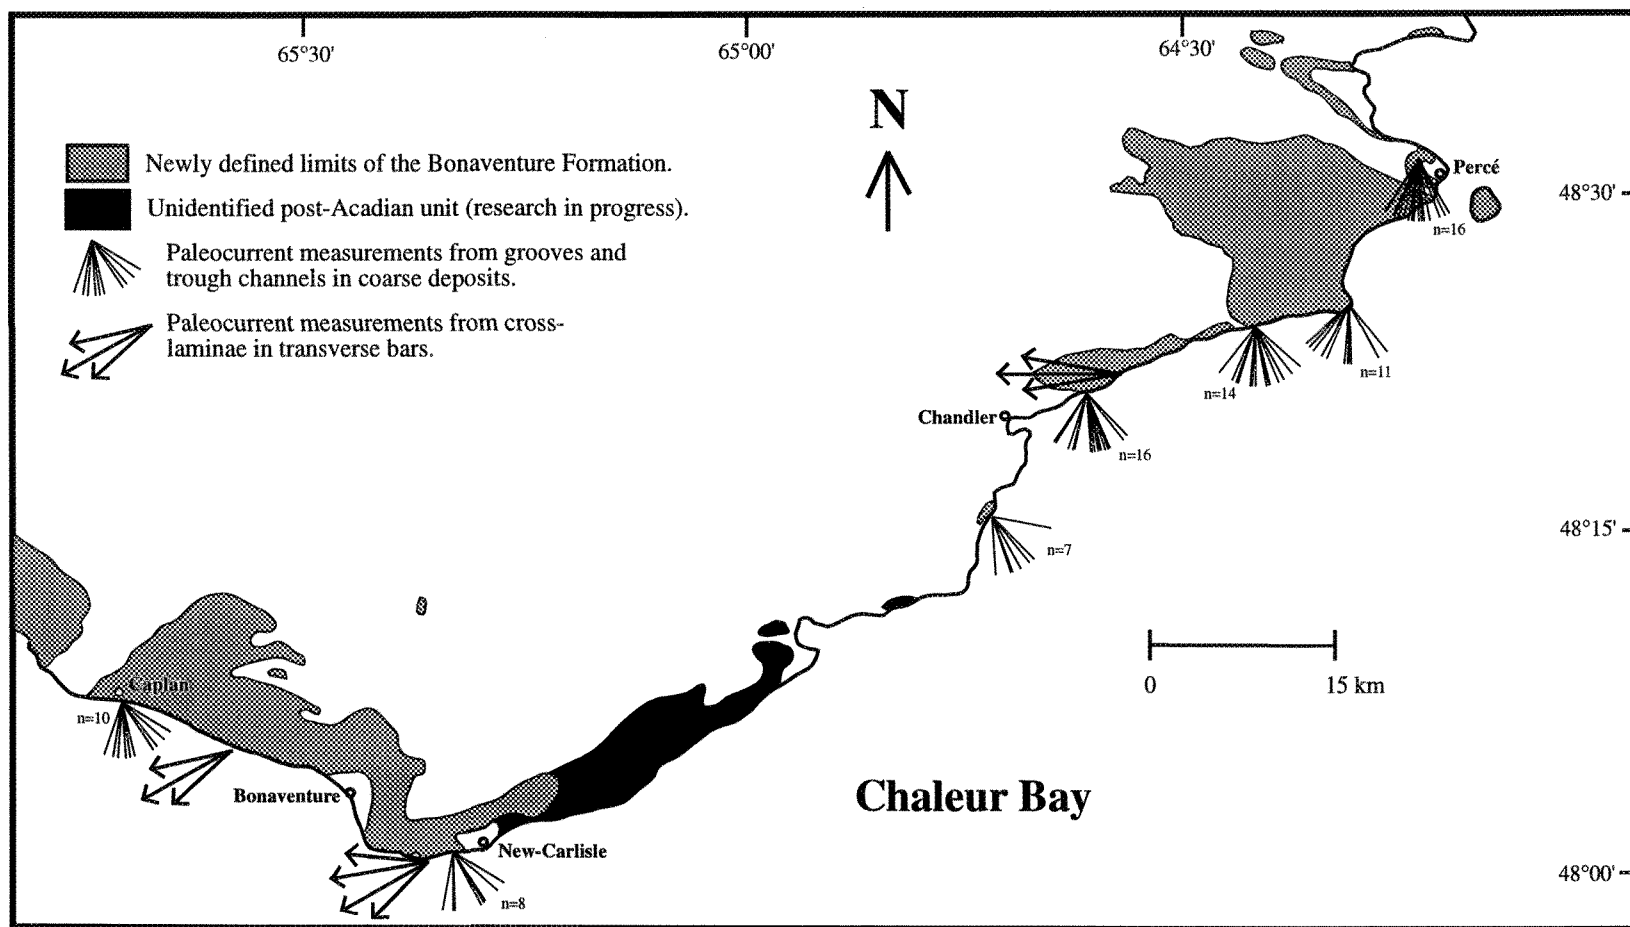 65°30'
65°00'
64°30'
N
Newly defined limits of the Bonaventure Formation.
Unidentified post-Acadian unit (research in progress).
Paleocurrent measurements from grooves and
trough channels in coarse deposits.
Paleocurrent measurements from cross-
laminae in transverse bars.
Percé
48°30'
n=16
n=11
n=14
Chandler
n=16
48°15'
n=7
0
15 km
Caplan
n=10
Bonaventure
Chaleur Bay
New-Carlisle
48°00'
n=8